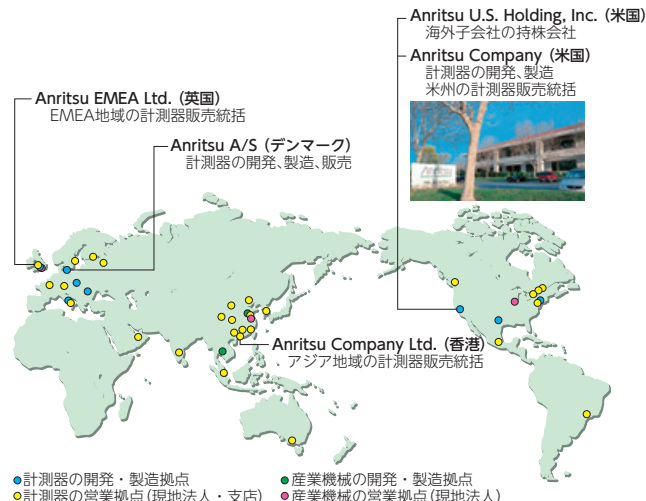 Anritsu U.S. Holding, Inc. (米国)
海外子会社の持株会社
Anritsu Company (米国)
計測器の開発、製造
米州の計測器販売統括
Anritsu EMEA Ltd. (英国)
EMEA地域の計測器販売統括
Anritsu A/S (デンマーク)
計測器の開発、製造、販売
Anritsu Company Ltd. (香港)
アジア地域の計測器販売統括
●計測器の開発・製造拠点
●産業機械の開発・製造拠点
●計測器の営業拠点(現地法人・支店)
●産業機械の営業拠点(現地法人)